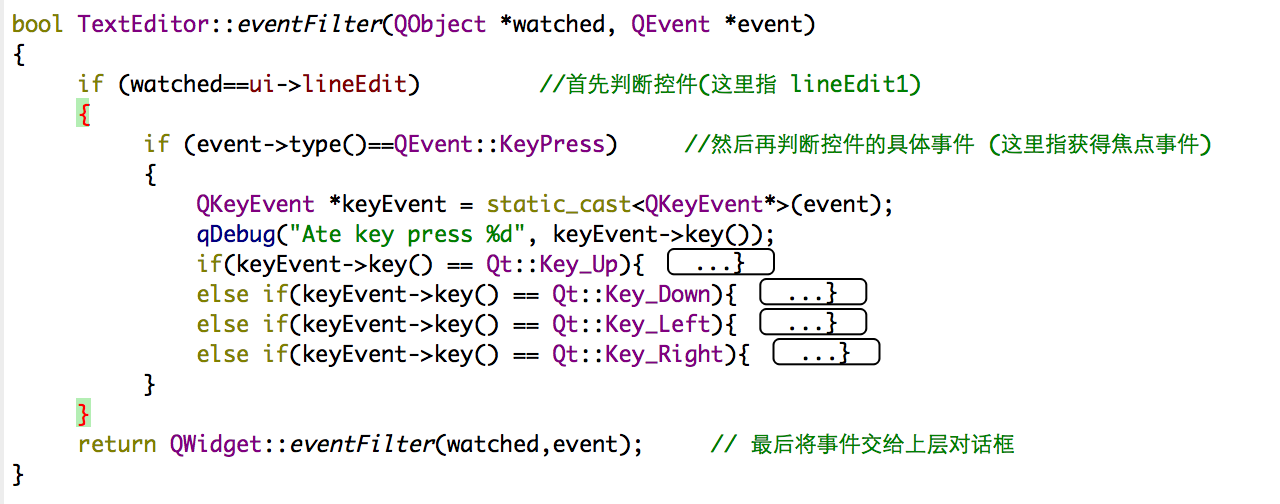 bool TextEditor::eventFilter(QObject *watched, QEvent *event)
{
if (watched==ui->lineEdit) //首先判断控件(这里指 lineEdit1)
{
if (event->type()==QEvent::KeyPress) //然后再判断控件的具体事件 (这里指获得焦点事件)
{
QKeyEvent *keyEvent = static_cast<QKeyEvent*>(event);
qDebug("Ate key press %d", keyEvent->key());
if(keyEvent->key() == Qt::Key_Up){ ...}
else if(keyEvent->key() == Qt::Key_Down){ ...}
else if(keyEvent->key() == Qt::Key_Left){ ...}
else if(keyEvent->key() == Qt::Key_Right){ ...}
}
}
return QWidget::eventFilter(watched,event); // 最后将事件交给上层对话框
}